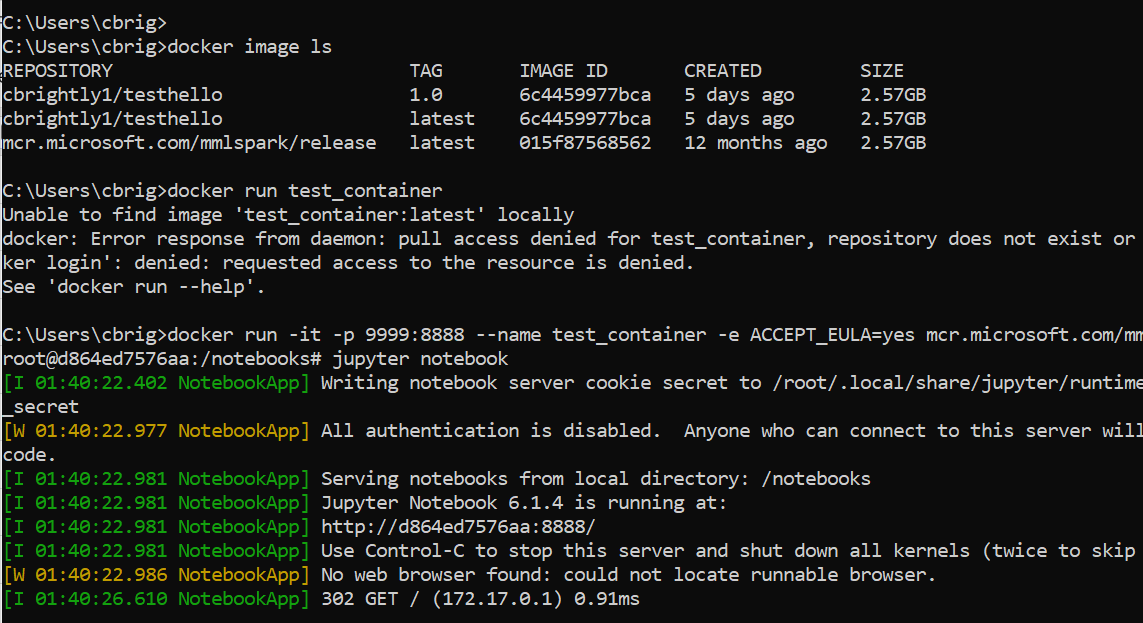 C:\Users\cbrig>
C:\Users\cbrig>docker image ls
REPOSITORY TAG IMAGE ID CREATED SIZE
cbrightly1/testhello 1.0 6c4459977bca 5 days ago 2.57GB
cbrightly1/testhello latest 6c4459977bca 5 days ago 2.57GB
mcr.microsoft.com/mmlspark/release latest 015f87568562 12 months ago 2.57GB
C:\Users\cbrig>docker run test_container
Unable to find image 'test_container:latest' locally
docker: Error response from daemon: pull access denied for test_container, repository does not exist or
ker login': denied: requested access to the resource is denied.
See 'docker run --help'.
C:\Users\cbrig>docker run -it -p 9999:8888 --name test_container -e ACCEPT_EULA=yes mcr.microsoft.com/mm
root@d864ed7576aa:/notebooks# jupyter notebook
[I 01:40:22.402 NotebookApp] Writing notebook server cookie secret to /root/.local/share/jupyter/runtime
_secret
[W 01:40:22.977 NotebookApp] All authentication is disabled.  Anyone who can connect to this server will
code.
[I 01:40:22.981 NotebookApp] Serving notebooks from local directory: /notebooks
[I 01:40:22.981 NotebookApp] Jupyter Notebook 6.1.4 is running at:
[I 01:40:22.981 NotebookApp] http://d864ed7576aa:8888/
[I 01:40:22.981 NotebookApp] Use Control-C to stop this server and shut down all kernels (twice to skip
[W 01:40:22.986 NotebookApp] No web browser found: could not locate runnable browser.
[I 01:40:26.610 NotebookApp] 302 GET / (172.17.0.1) 0.91ms